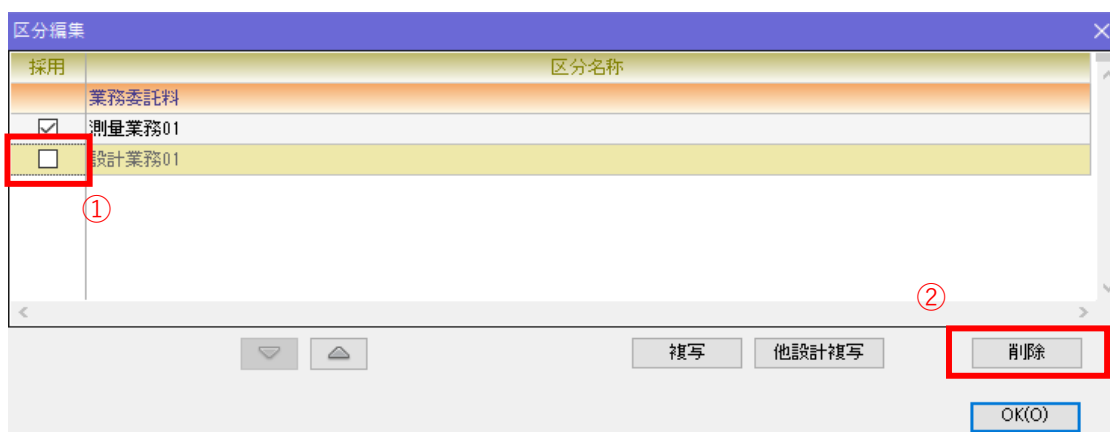 区分編集
採用 区分名称
業務委託料
測量業務01
設計業務01
①
②
複写 他設計複写 削除
OK(O)